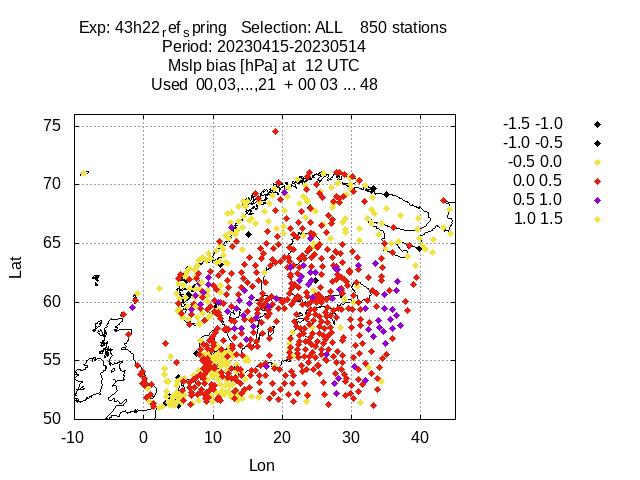 Exp: 43h22ref spring Selection: ALL 850 stations
Period: 20230415-20230514
Mslp bias [hPa] at 12 UTC
Used 00,03,...,21 + 00 03 ... 48
-1.5 -1.0
-1.0 -0.5
-0.5 0.0
0.0 0.5
0.5 1.0
1.0 1.5
75
70
65
60
55
50
Lat
-10 0 10 20 30 40
Lon